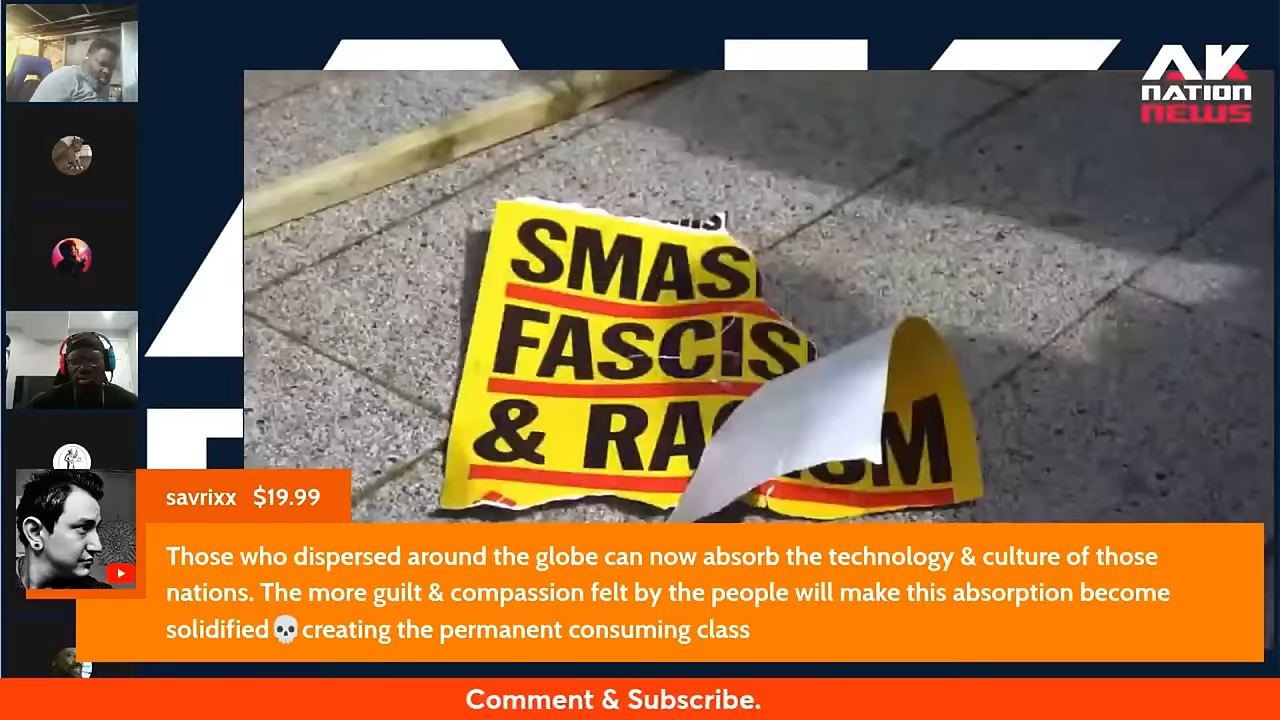 AK
NATION
NEWS
SMAS
FASCIS
& RA
M
savrixx $19.99
Those who dispersed around the globe can now absorb the technology & culture of those
nations. The more guilt & compassion felt by the people will make this absorption become
solidified💀creating the permanent consuming class
Comment & Subscribe.